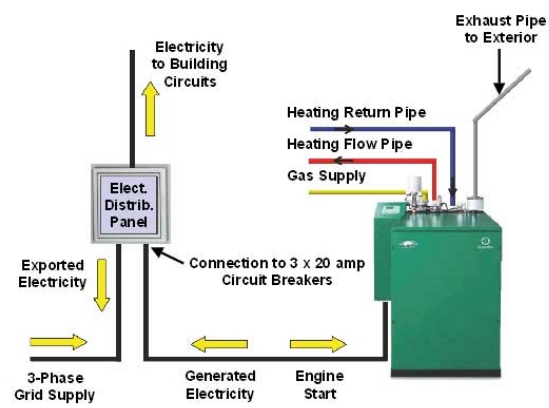 Exhaust Pipe
to Exterior
Electricity
to Building
Circuits
Heating Return Pipe
Heating Flow Pipe
Gas Supply
Elect.
Distrib.
Panel
Connection to 3 x 20 amp
Circuit Breakers
Exported
Electricity
3-Phase
Grid Supply
Generated
Electricity
Engine
Start